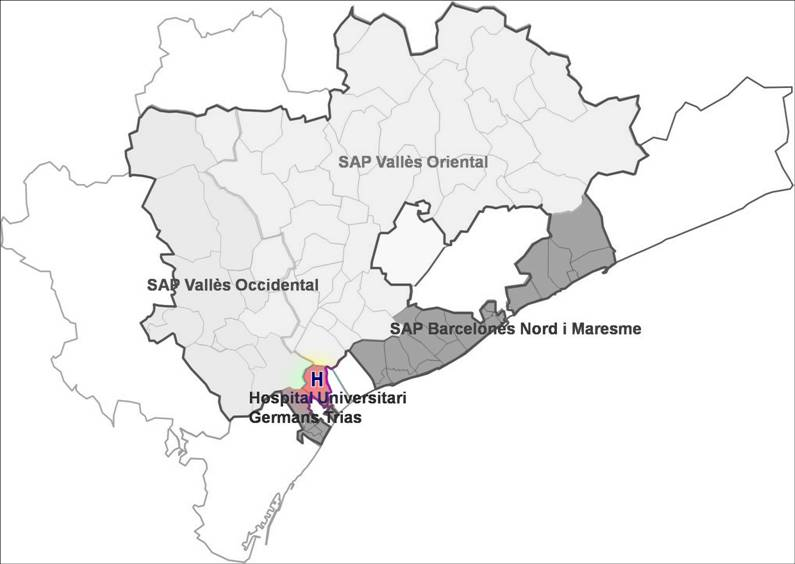 SAP Vallès Oriental
SAP Vallès Occidental
SAP Barcelonès Nord i Maresme
H
Hospital Universitari
Germans Trias